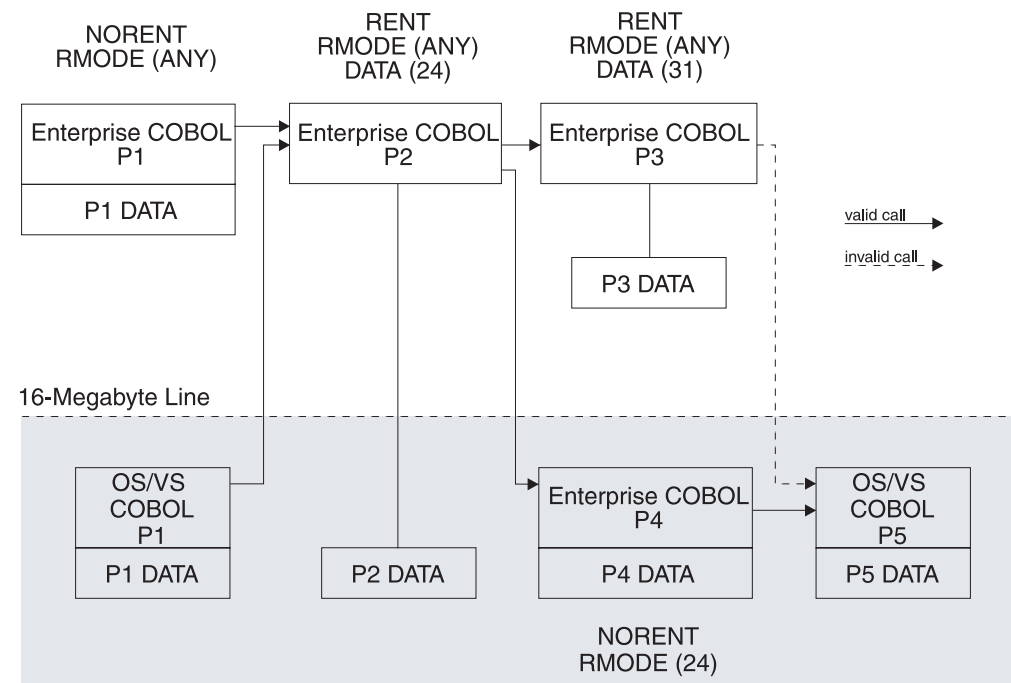 NORENT
RMODE (ANY)
RENT
RMODE (ANY)
DATA (24)
RENT
RMODE (ANY)
DATA (31)
Enterprise COBOL
P1
P1 DATA
Enterprise COBOL
P2
Enterprise COBOL
P3
P3 DATA
valid call
invalid call
16-Megabyte Line
OS/VS
COBOL
P1
P1 DATA
P2 DATA
Enterprise COBOL
P4
P4 DATA
OS/VS
COBOL
P5
P5 DATA
NORENT
RMODE (24)